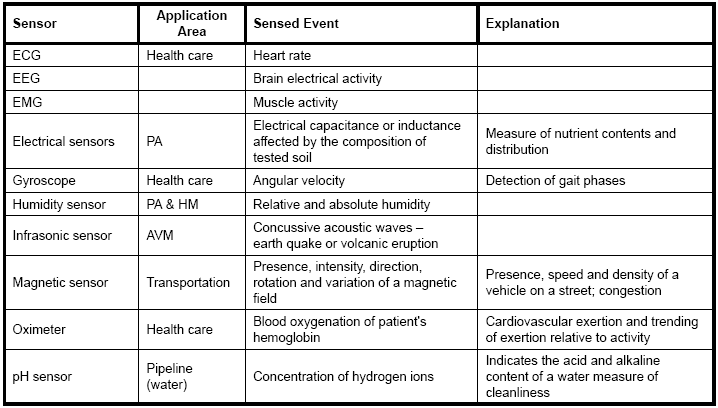 Sensor Application Area Sensed Event Explanation
ECG Health care Heart rate
EEG Brain electrical activity
EMG Muscle activity
Electrical sensors PA Electrical capacitance or inductance
affected by the composition of
tested soil
Measure of nutrient contents and
distribution
Gyroscope Health care Angular velocity Detection of gait phases
Humidity sensor PA & HM Relative and absolute humidity
Infrasonic sensor AVM Concussive acoustic waves –
earth quake or volcanic eruption
Magnetic sensor Transportation Presence, intensity, direction,
rotation and variation of a magnetic
field
Presence, speed and density of a
vehicle on a street; congestion
Oximeter Health care Blood oxygenation of patient's
hemoglobin
Cardiovascular exertion and trending
of exertion relative to activity
pH sensor Pipeline
(water)
Concentration of hydrogen ions
Indicates the acid and alkaline
content of a water measure of
cleanliness